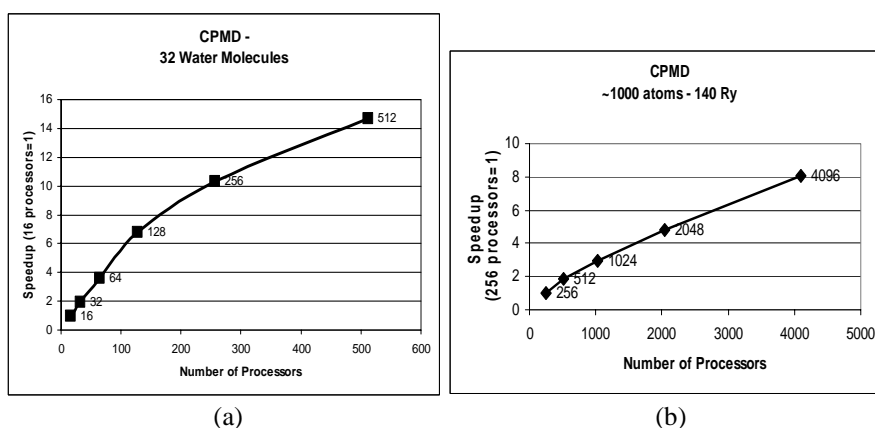 CPMD -
32 Water Molecules
16
14
12
10
8
6
4
2
0
Speedup (16 processors=1)
512
256
128
64
32
16
0 100 200 300 400 500 600
Number of Processors
(a)
CPMD
~1000 atoms - 140 Ry
10
8
6
4
2
0
Speedup
(256 processors=1)
4096
2048
1024
512
256
0 1000 2000 3000 4000 5000
Number of Processors
(b)